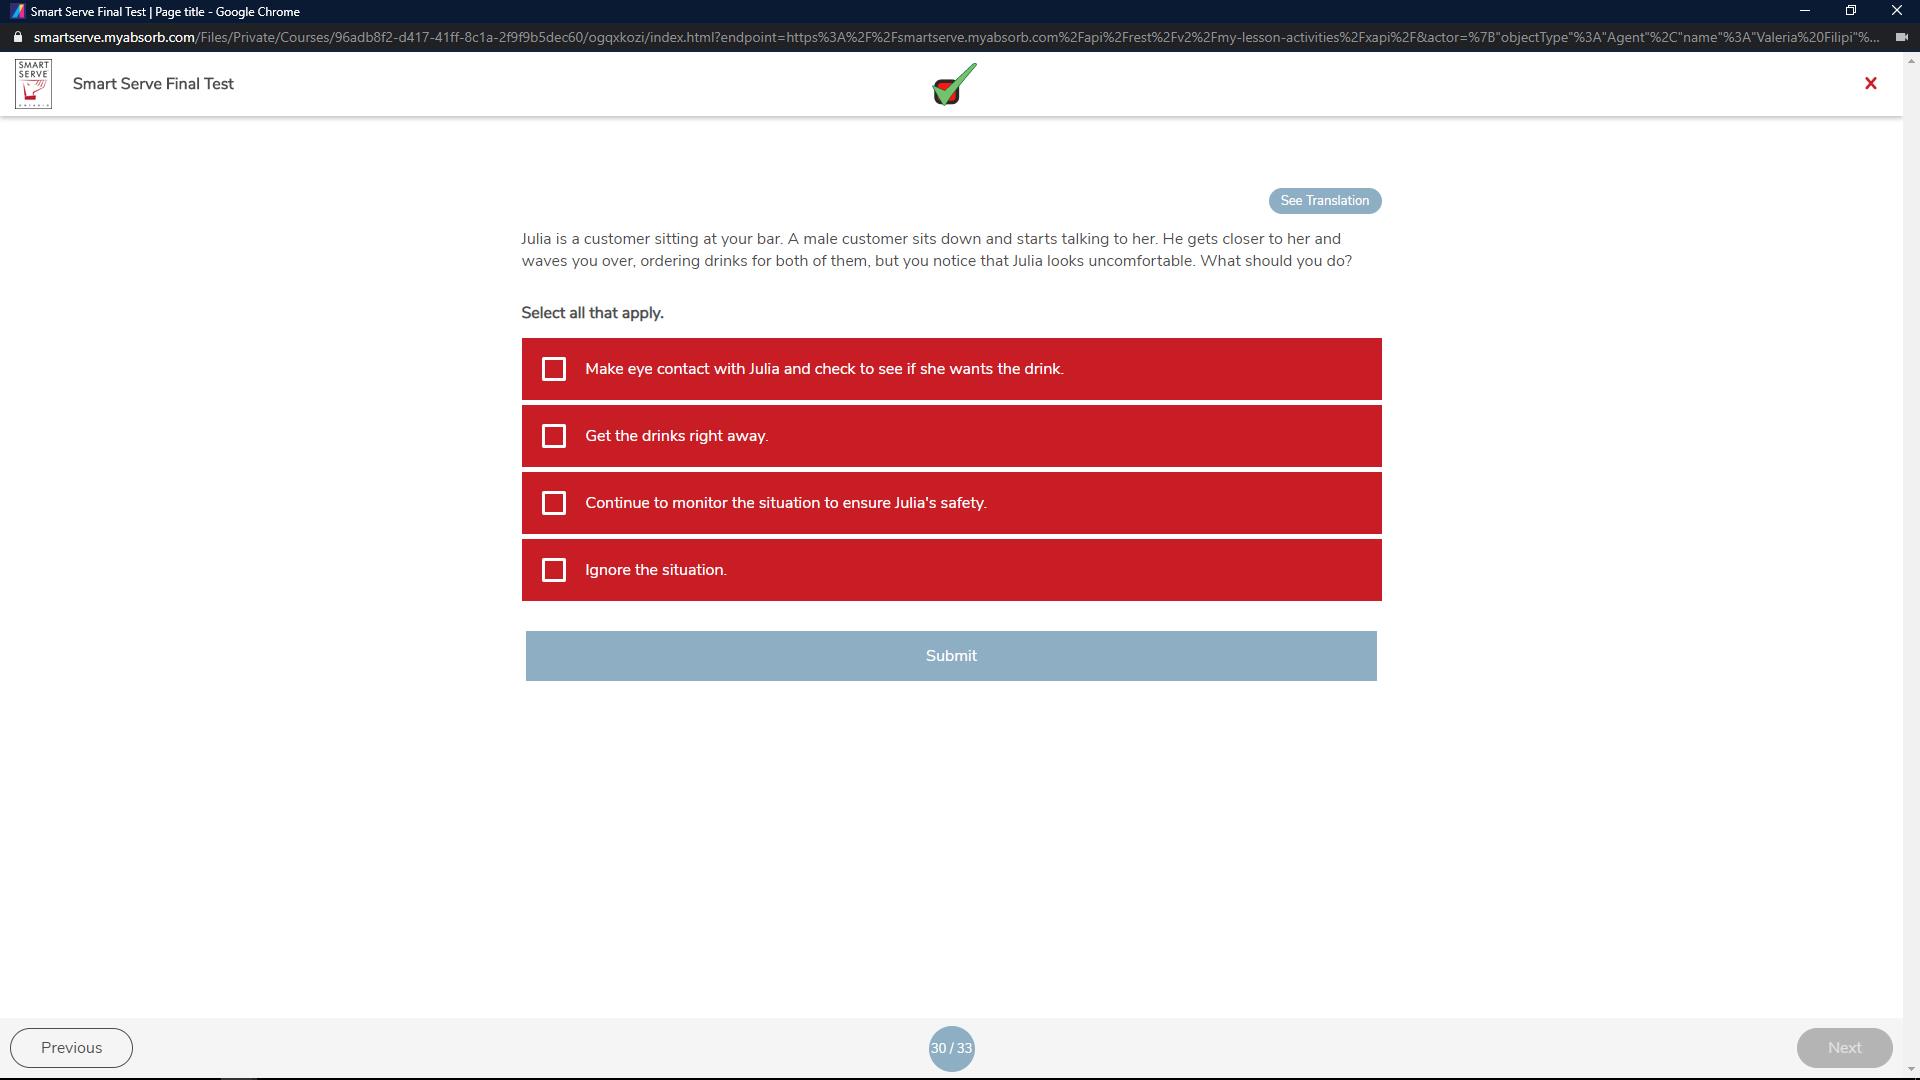 Smart Serve Final Test | Page title - Google Chrome
smartserve.myabsorb.com/Files/Private/Courses/96adb8f2-d417-41ff-8c1a-2f9f9b5dec60/ogqxkozi/index.html?endpoint=https%3A%2F%2Fsmartserve.myabsorb.com%2Fapi%2Frest%2Fv2%2Fmy-lesson-activities%2Fxapi%2F&actor=%7B"objectType"%3A"Agent"%2C"name"%3A"Valeria%20Filipi"%...
SMART
SERVE
ONTARIO
Smart Serve Final Test
See Translation
Julia is a customer sitting at your bar. A male customer sits down and starts talking to her. He gets closer to her and
waves you over, ordering drinks for both of them, but you notice that Julia looks uncomfortable. What should you do?
Select all that apply.
Make eye contact with Julia and check to see if she wants the drink.
Get the drinks right away.
Continue to monitor the situation to ensure Julia's safety.
Ignore the situation.
Submit
Previous
30 / 33
Next